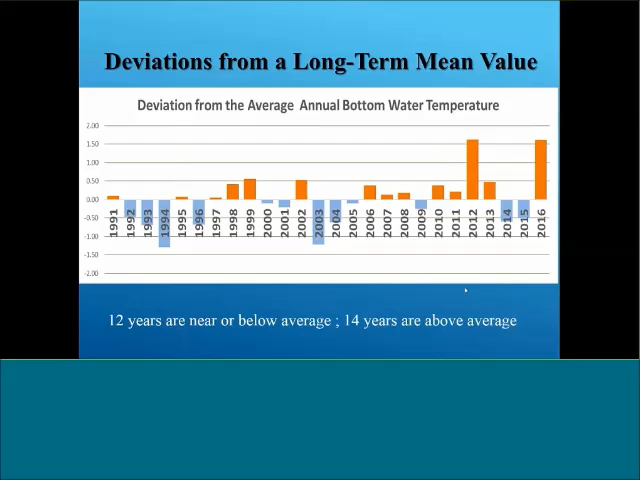 Deviations from a Long-Term Mean Value
Deviation from the Average Annual Bottom Water Temperature
2.00
1.50
1.00
0.50
0.00
-0.50
-1.00
-1.50
-2.00
1991 1992 1993 1994 1995 1996 1997 1998 1999 2000 2001 2002 2003 2004 2005 2006 2007 2008 2009 2010 2011 2012 2013 2014 2015 2016
12 years are near or below average ; 14 years are above average